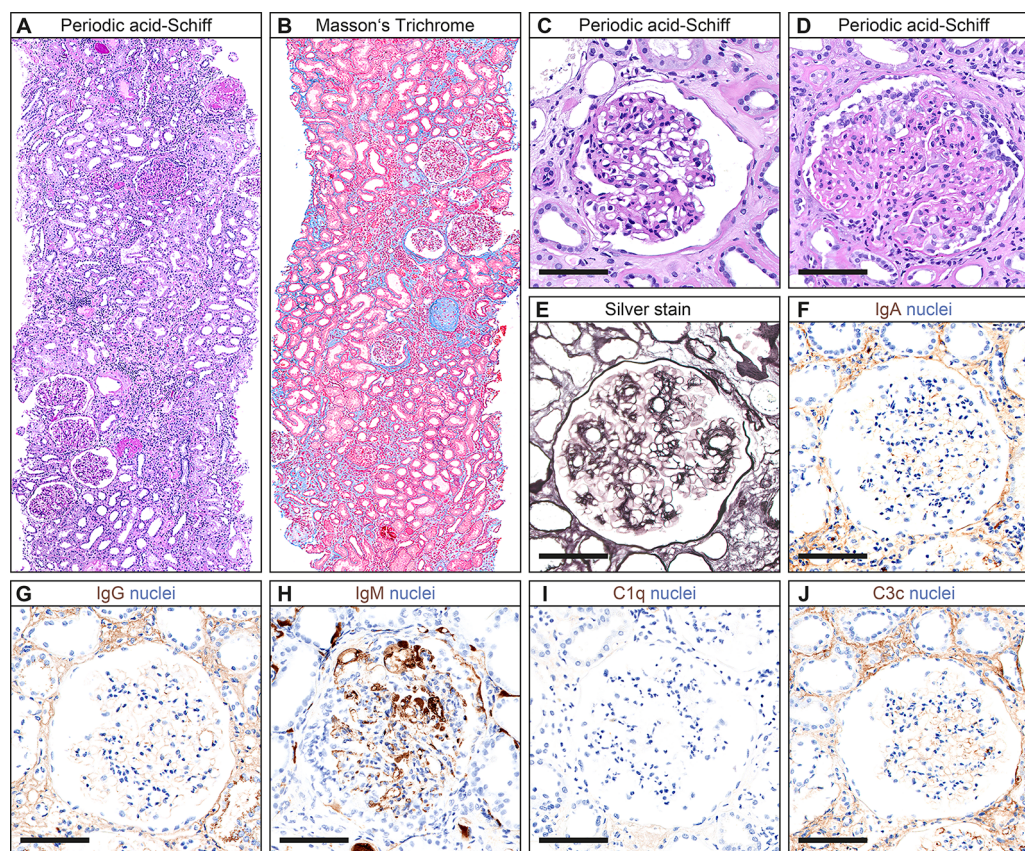 A Periodic acid-Schiff
B Masson's Trichrome
C Periodic acid-Schiff
D Periodic acid-Schiff
E Silver stain
F IgA nuclei
G IgG nuclei
H IgM nuclei
I C1q nuclei
J C3c nuclei